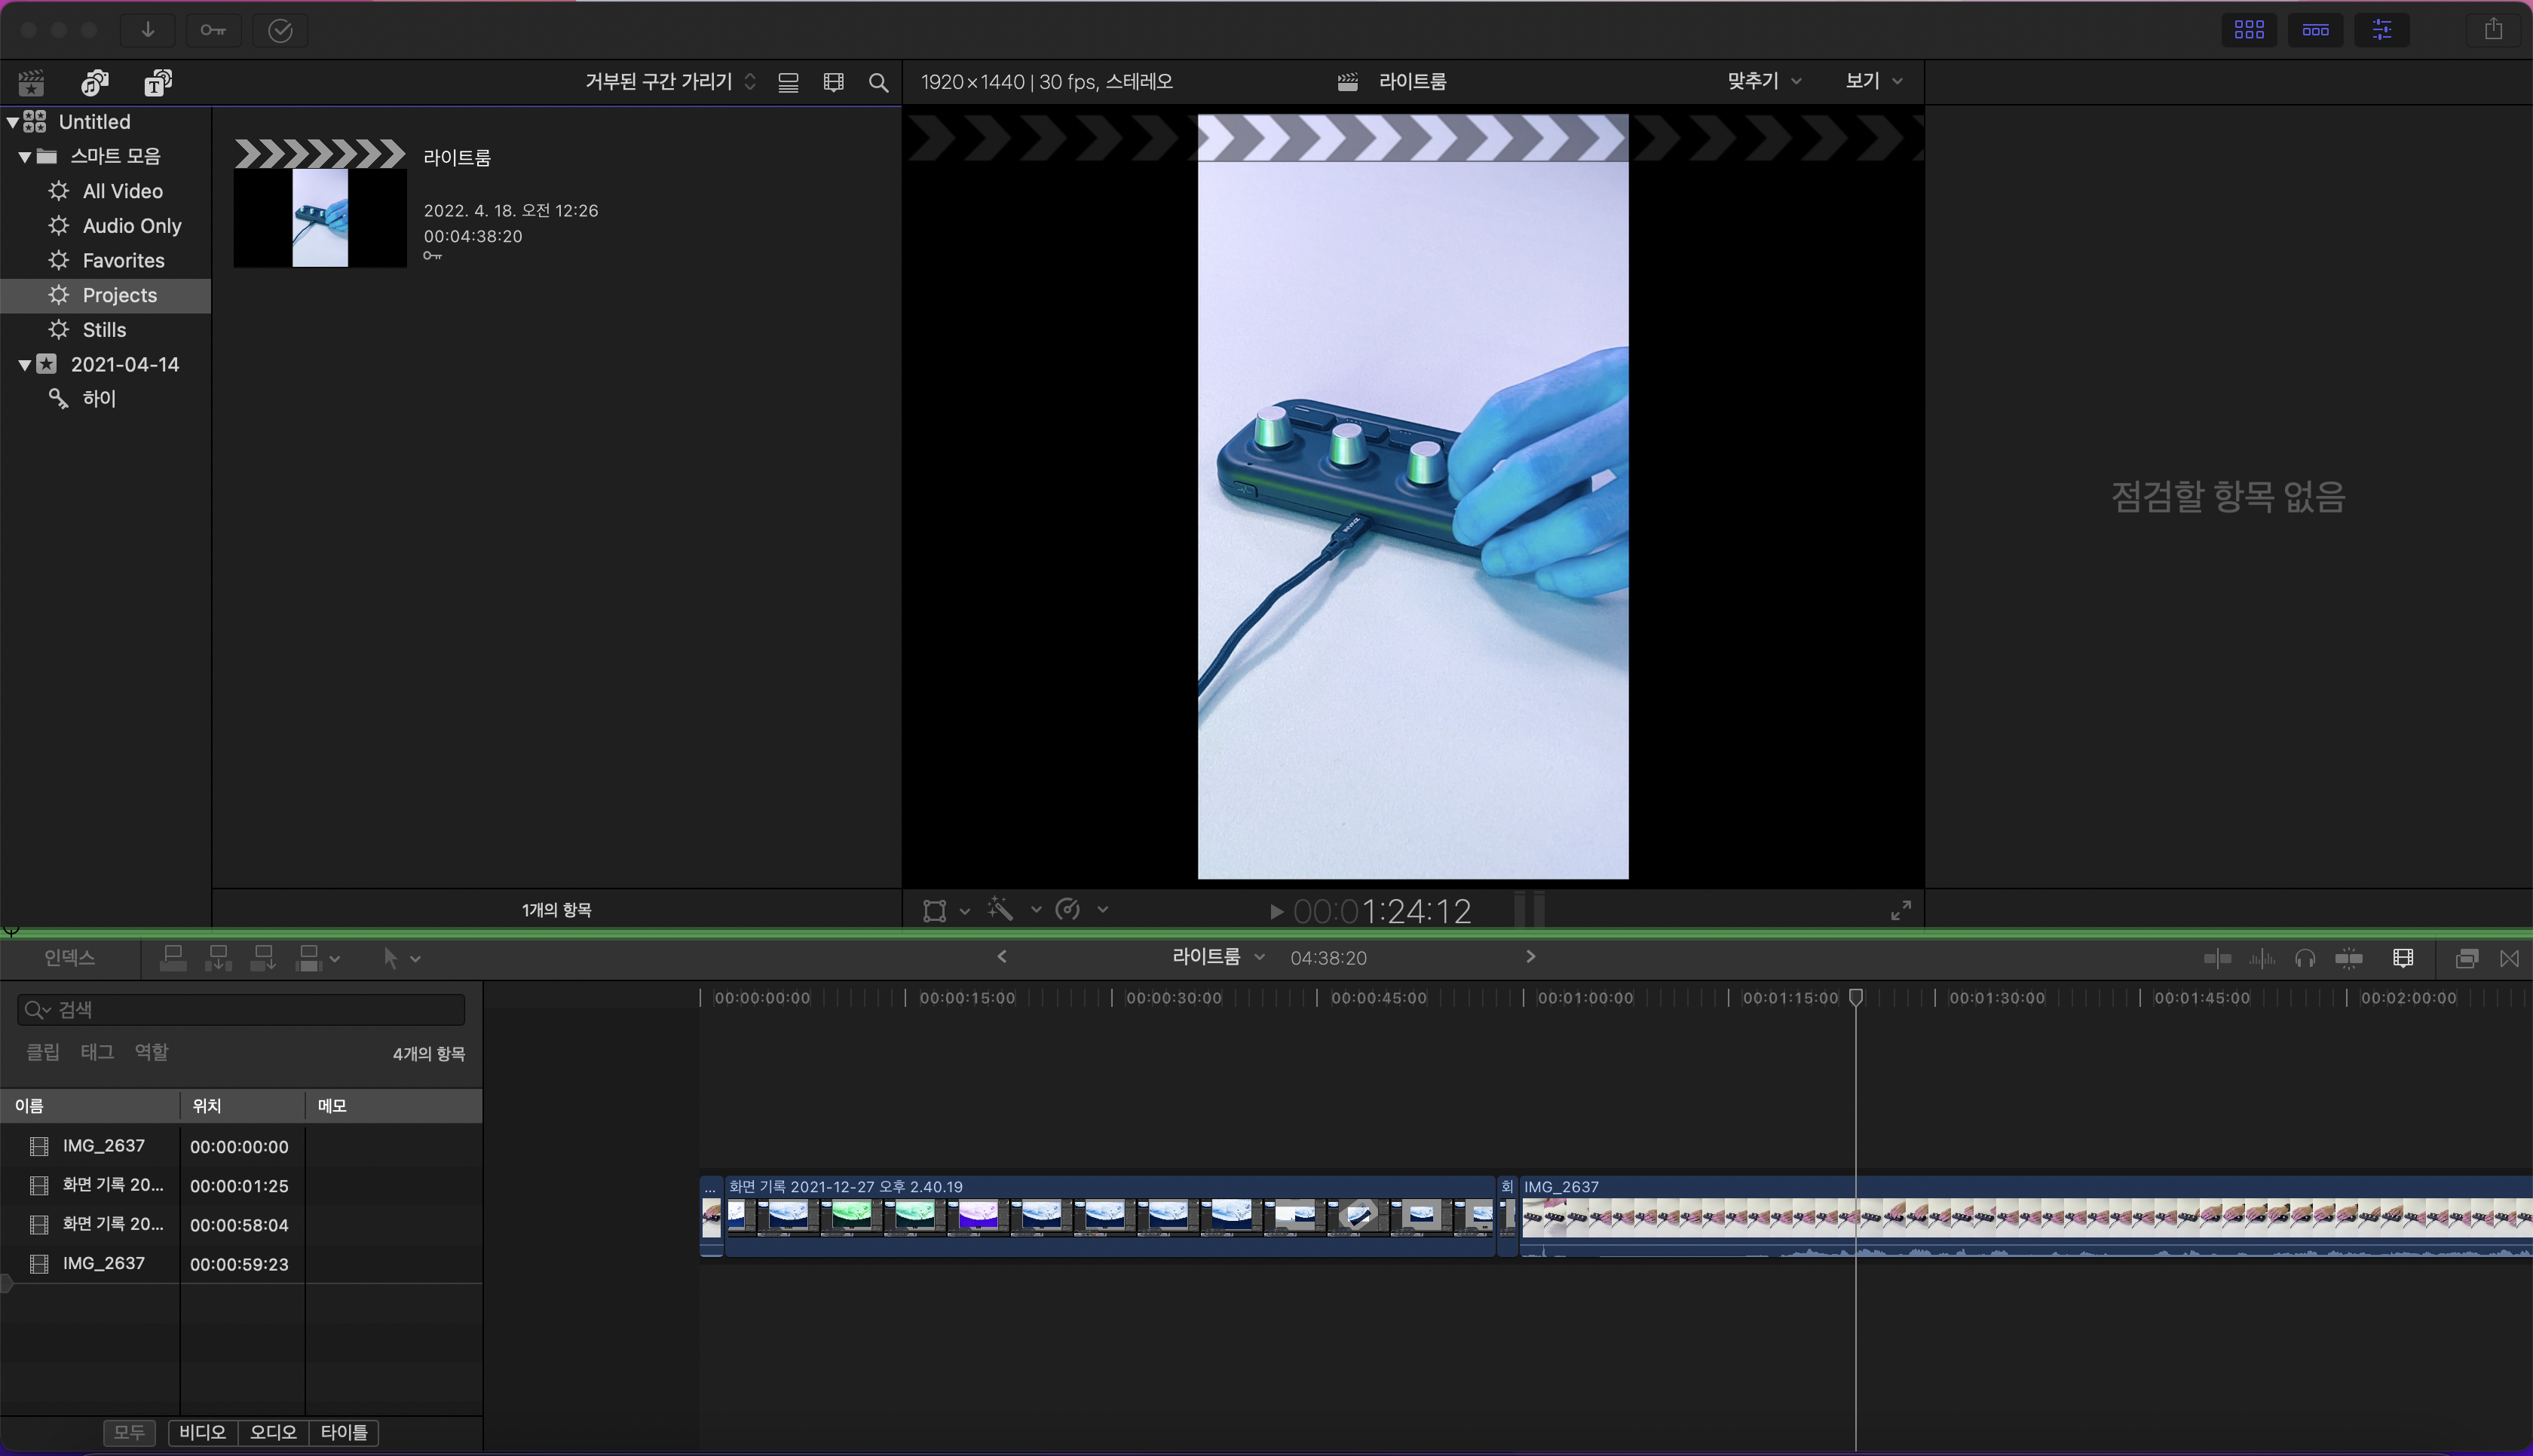 거부된 구간 가리기
1920×1440 | 30 fps, 스테레오
라이트룸
맞추기
보기
Untitled
스마트 모음
All Video
Audio Only
Favorites
Projects
Stills
2021-04-14
하이
라이트룸
2022. 4. 18. 오전 12:26
00:04:38:20
점검할 항목 없음
1개의 항목
00:01:24:12
인덱스
라이트룸
04:38:20
검색
클립 태그 역할
4개의 항목
이름 위치 메모
IMG_2637 00:00:00:00
화면 기록 20... 00:00:01:25
화면 기록 20... 00:00:58:04
IMG_2637 00:00:59:23
모두 비디오 오디오 타이틀
00:00:00:00 00:00:15:00 00:00:30:00 00:00:45:00 00:01:00:00 00:01:15:00 00:01:30:00 00:01:45:00 00:02:00:00
... 화면 기록 2021-12-27 오후 2.40.19 IMG_2637